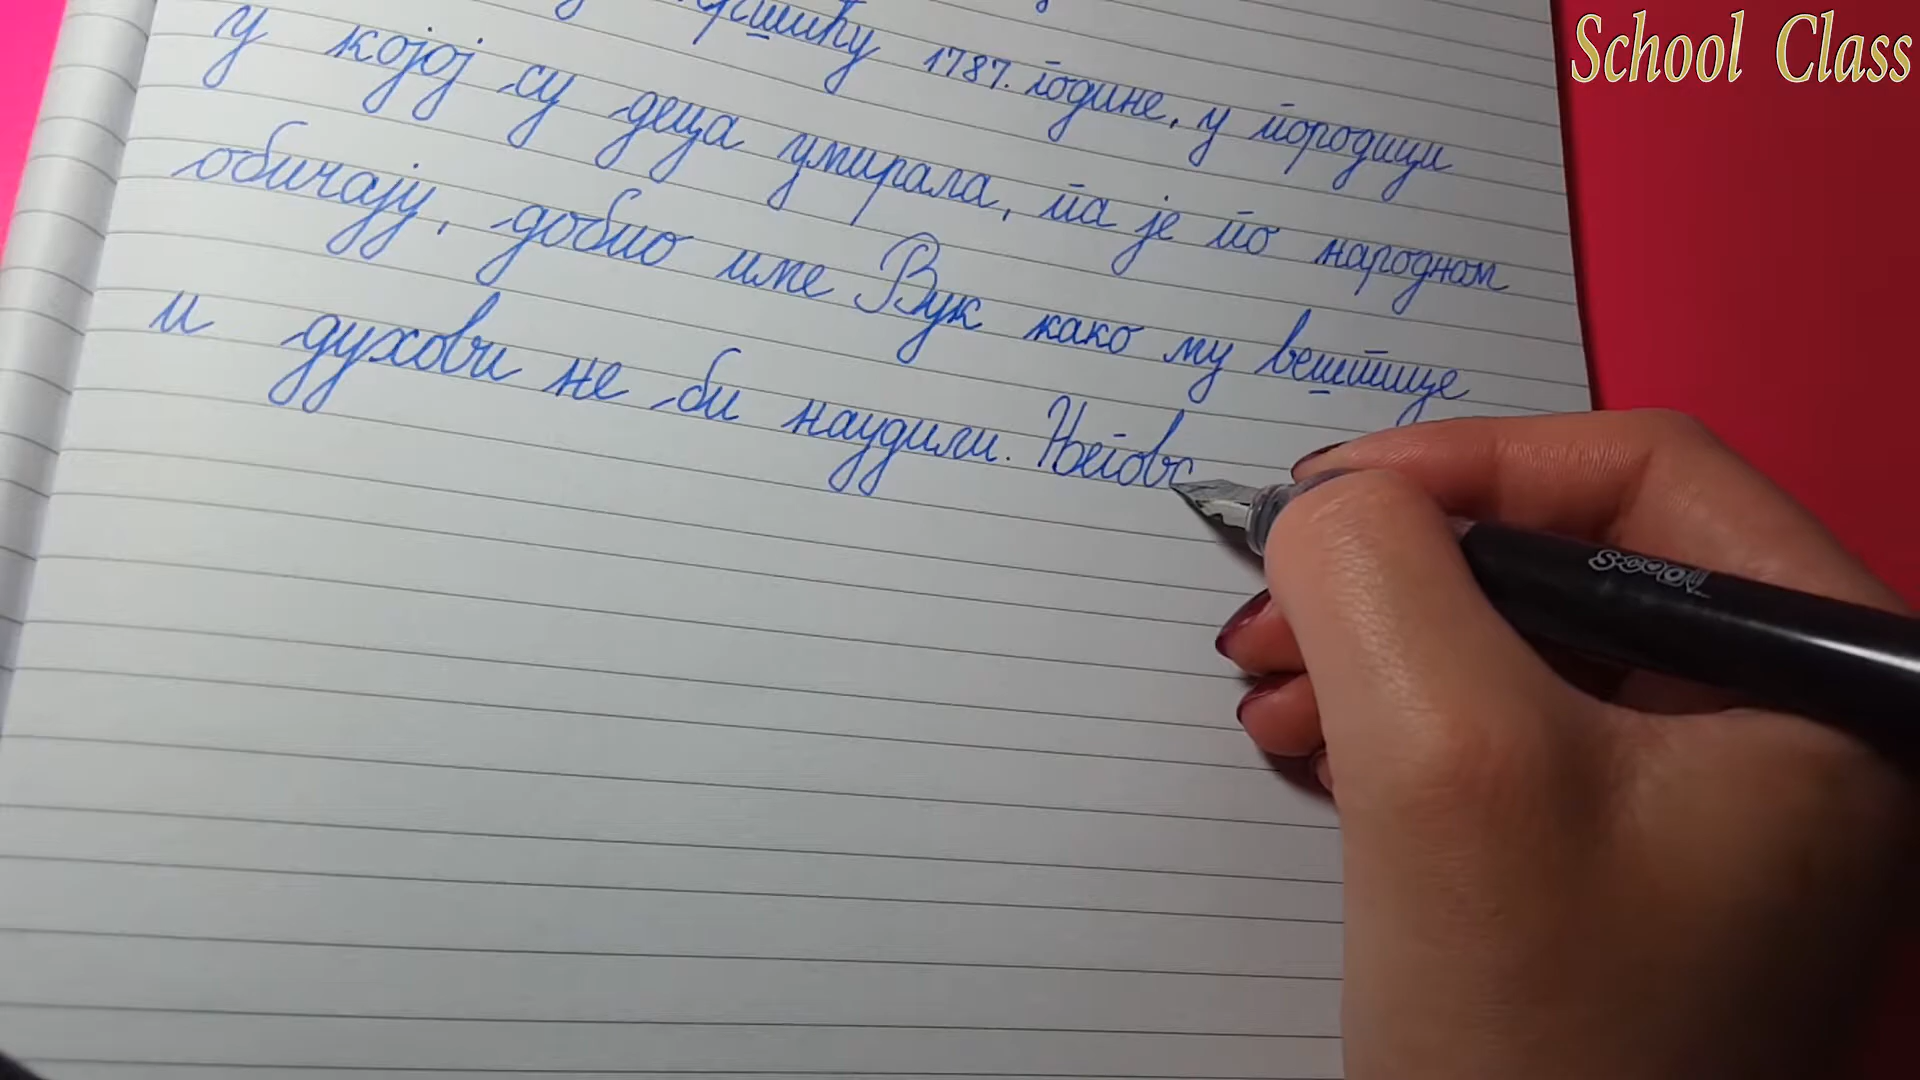 School Class
1787. године, у породици
у којој су деца умирала, па је по народном
обичају, добио име Вук како му вештице
и духови не би наудили. Његов
scool